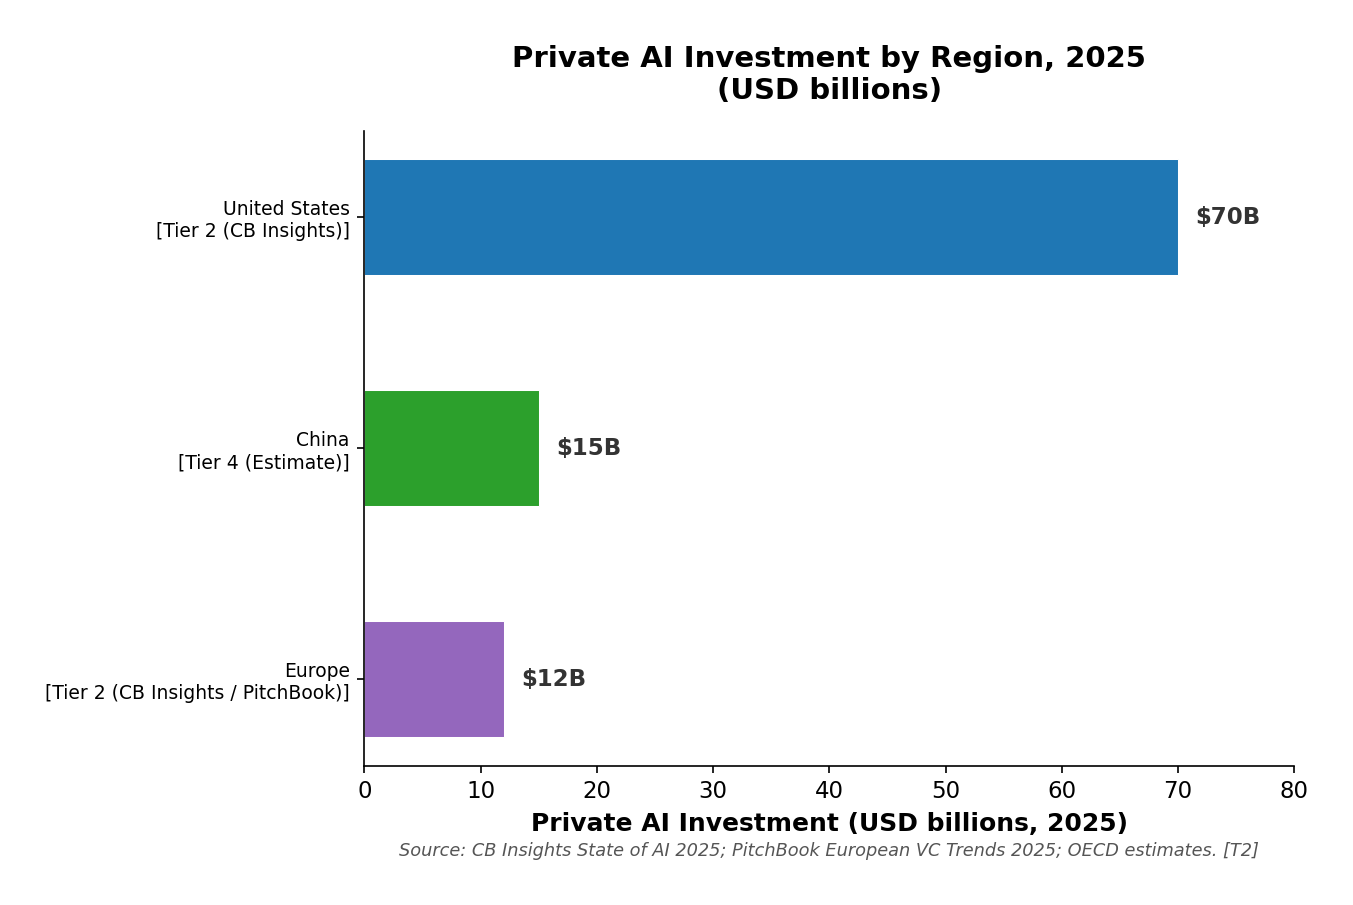 Private AI Investment by Region, 2025
(USD billions)
United States
[Tier 2 (CB Insights)]
$70B
China
[Tier 4 (Estimate)]
$15B
Europe
[Tier 2 (CB Insights / PitchBook)]
$12B
0 10 20 30 40 50 60 70 80
Private AI Investment (USD billions, 2025)
Source: CB Insights State of AI 2025; PitchBook European VC Trends 2025; OECD estimates. [T2]